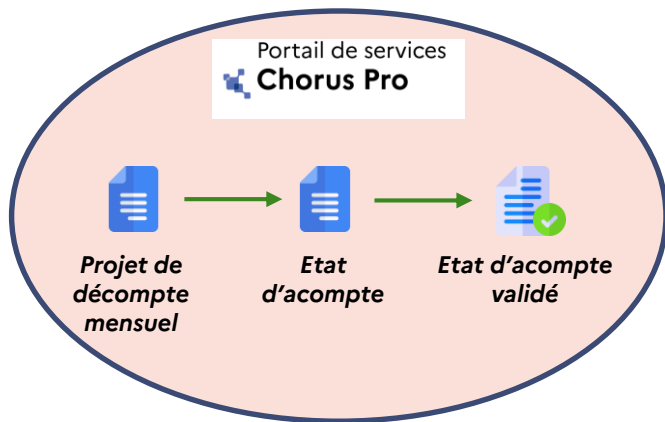 Portail de services
Chorus Pro
Projet de
décompte
mensuel
Etat
d'acompte
Etat d'acompte
validé